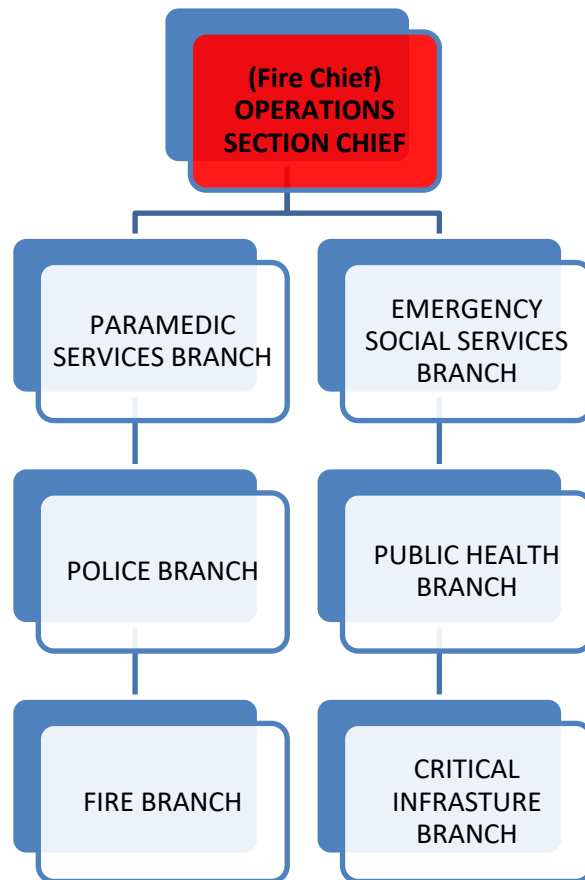 (Fire Chief)
OPERATIONS
SECTION CHIEF
PARAMEDIC
SERVICES BRANCH
EMERGENCY
SOCIAL SERVICES
BRANCH
POLICE BRANCH
PUBLIC HEALTH
BRANCH
FIRE BRANCH
CRITICAL
INFRASTURE
BRANCH